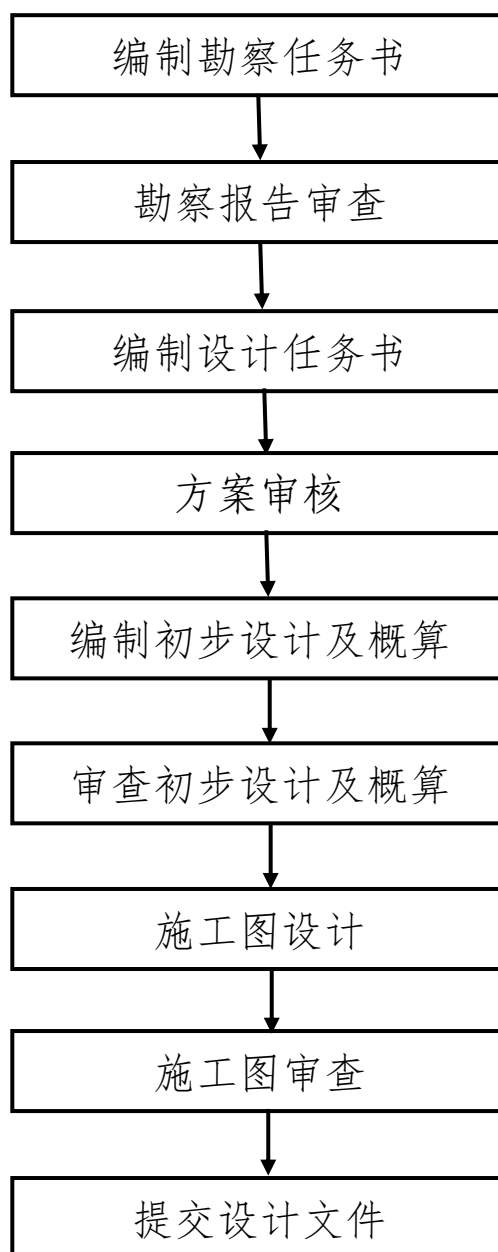 编制勘察任务书
勘察报告审查
编制设计任务书
方案审核
编制初步设计及概算
审查初步设计及概算
施工图设计
施工图审查
提交设计文件